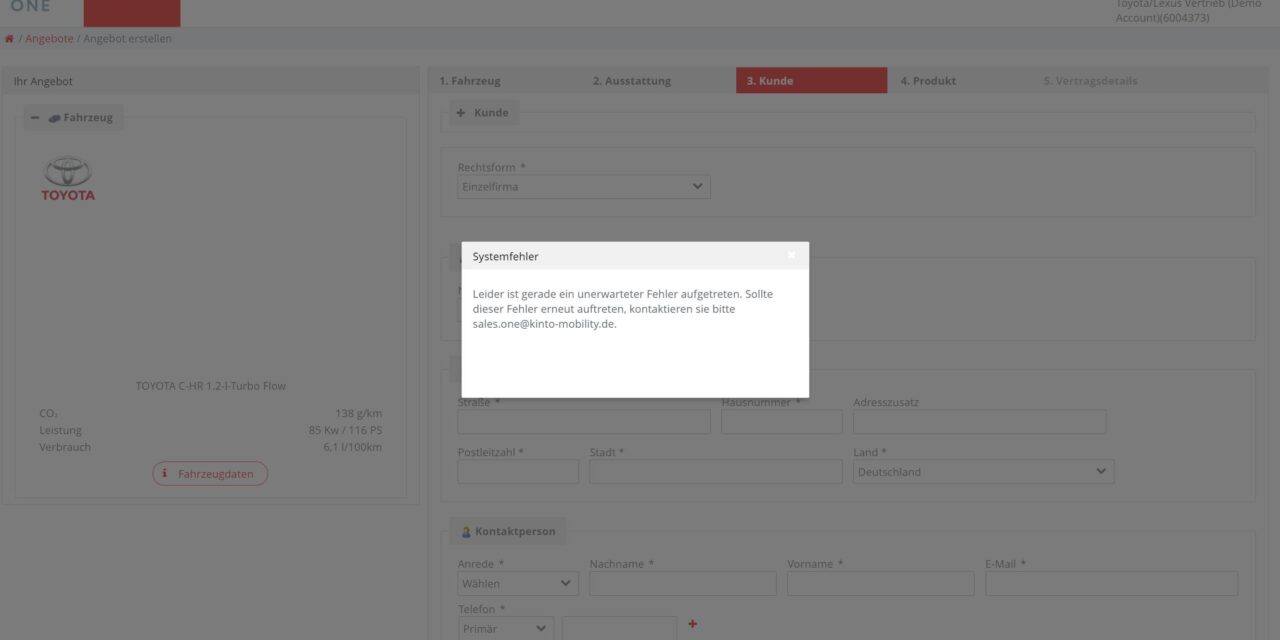 ONE
Toyota/Lexus Vertrieb (Demo
Account)(6004373)
/ Angebote / Angebot erstellen
Ihr Angebot
Fahrzeug
TOYOTA
TOYOTA C-HR 1.2-l-Turbo Flow
CO₂ 138 g/km
Leistung 85 Kw / 116 PS
Verbrauch 6,1 l/100km
Fahrzeugdaten
1. Fahrzeug 2. Ausstattung 3. Kunde 4. Produkt 5. Vertragsdetails
Kunde
Rechtsform *
Einzelfirma
Systemfehler
Leider ist gerade ein unerwarteter Fehler aufgetreten. Sollte
dieser Fehler erneut auftreten, kontaktieren sie bitte
sales.one@kinto-mobility.de.
Straße * Hausnummer * Adresszusatz
Postleitzahl * Stadt * Land *
Deutschland
Kontaktperson
Anrede * Nachname * Vorname * E-Mail *
Wählen
Telefon *
Primär